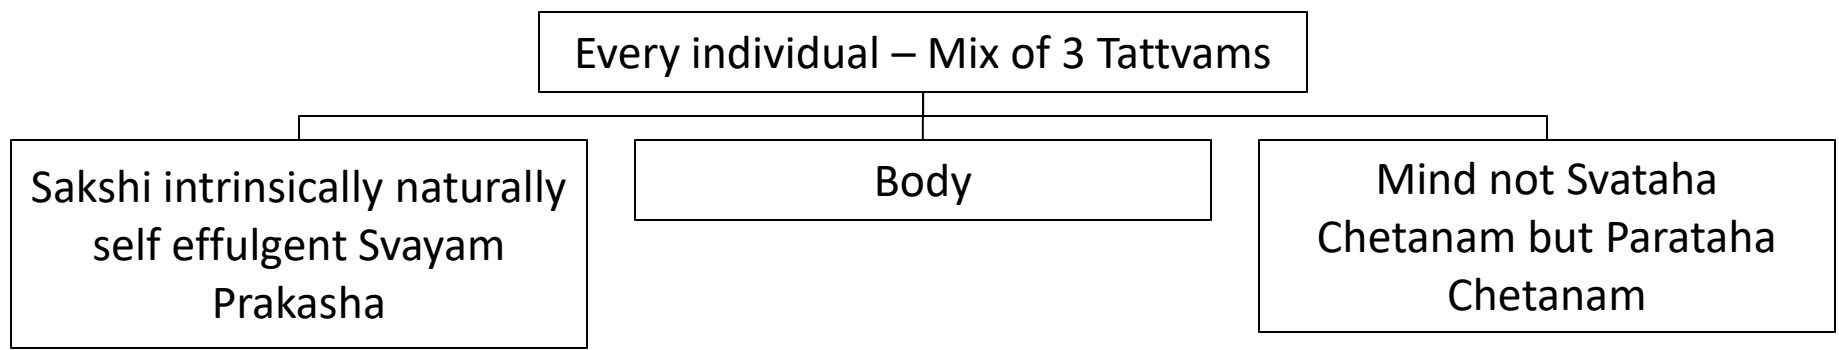 Every individual – Mix of 3 Tattvams
Sakshi intrinsically naturally
self effulgent Svayam
Prakasha
Body
Mind not Svataha
Chetanam but Parataha
Chetanam